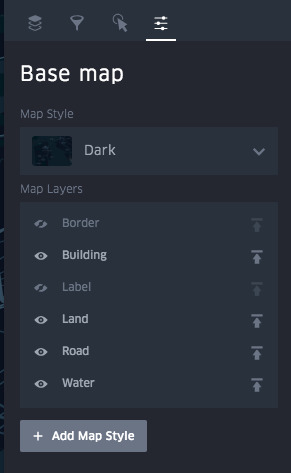 Base map
Map Style
Dark
Map Layers
Border
Building
Label
Land
Road
Water
+ Add Map Style